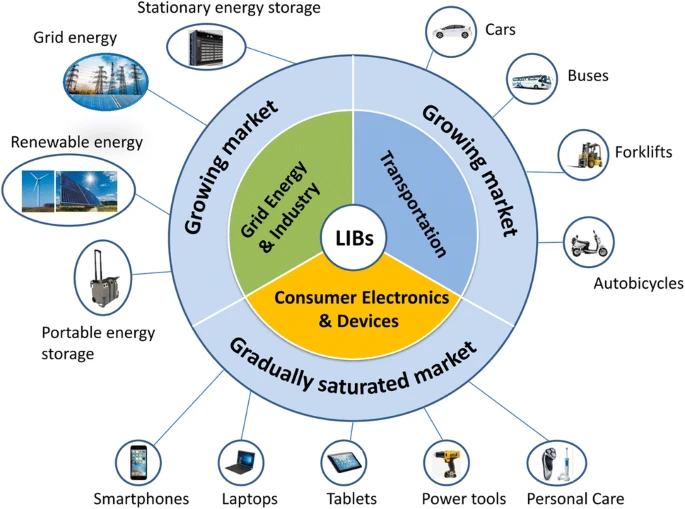 Stationary energy storage
Grid energy
Renewable energy
Portable energy
storage
Cars
Buses
Forklifts
Autobicycles
Growing market
Growing market
Gradually saturated market
Grid Energy
& Industry
Transportation
LIBs
Consumer Electronics
& Devices
Smartphones
Laptops
Tablets
Power tools
Personal Care